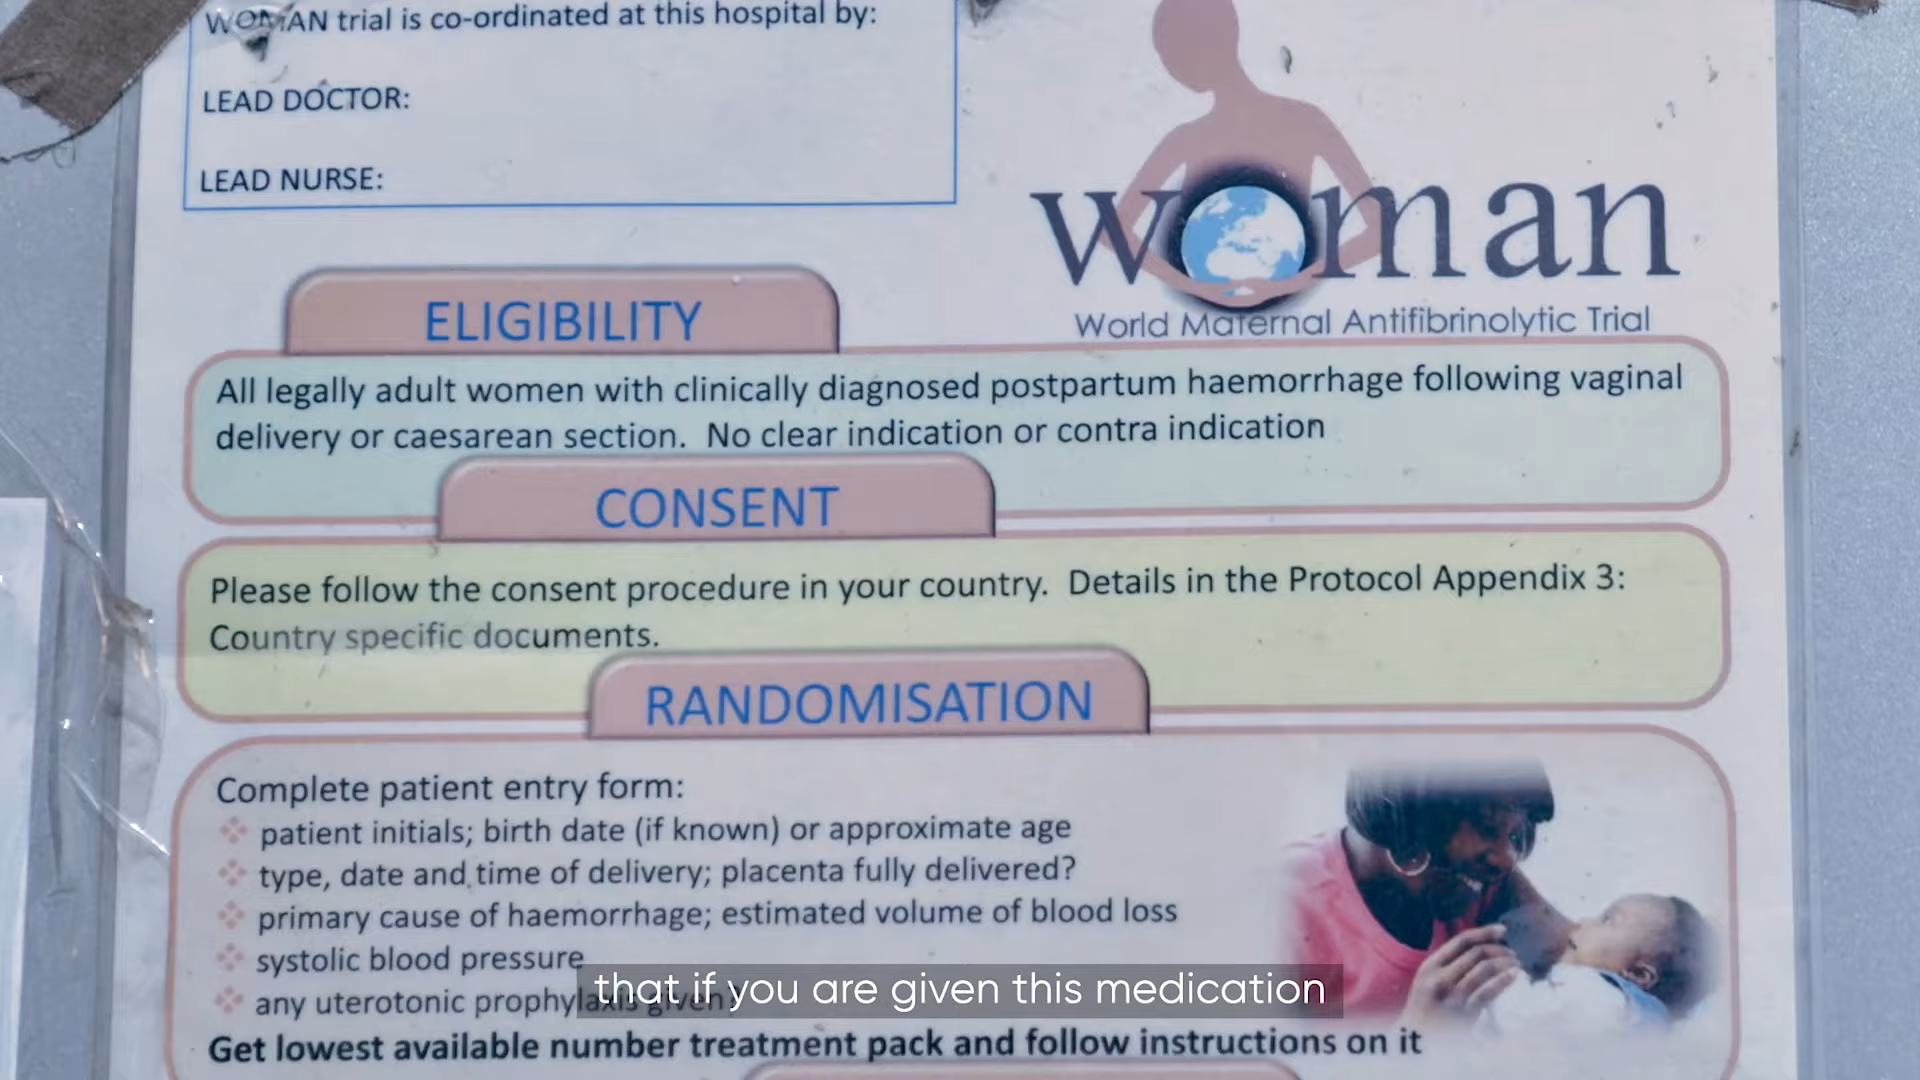 WOMAN trial is co-ordinated at this hospital by:
LEAD DOCTOR:
LEAD NURSE:
woman
World Maternal Antifibrinolytic Trial
ELIGIBILITY
All legally adult women with clinically diagnosed postpartum haemorrhage following vaginal
delivery or caesarean section. No clear indication or contra indication
CONSENT
Please follow the consent procedure in your country. Details in the Protocol Appendix 3:
Country specific documents.
RANDOMISATION
Complete patient entry form:
patient initials; birth date (if known) or approximate age
type, date and time of delivery; placenta fully delivered?
primary cause of haemorrhage; estimated volume of blood loss
systolic blood pressure
any uterotonic prophylaxis given?
that if you are given this medication
Get lowest available number treatment pack and follow instructions on it